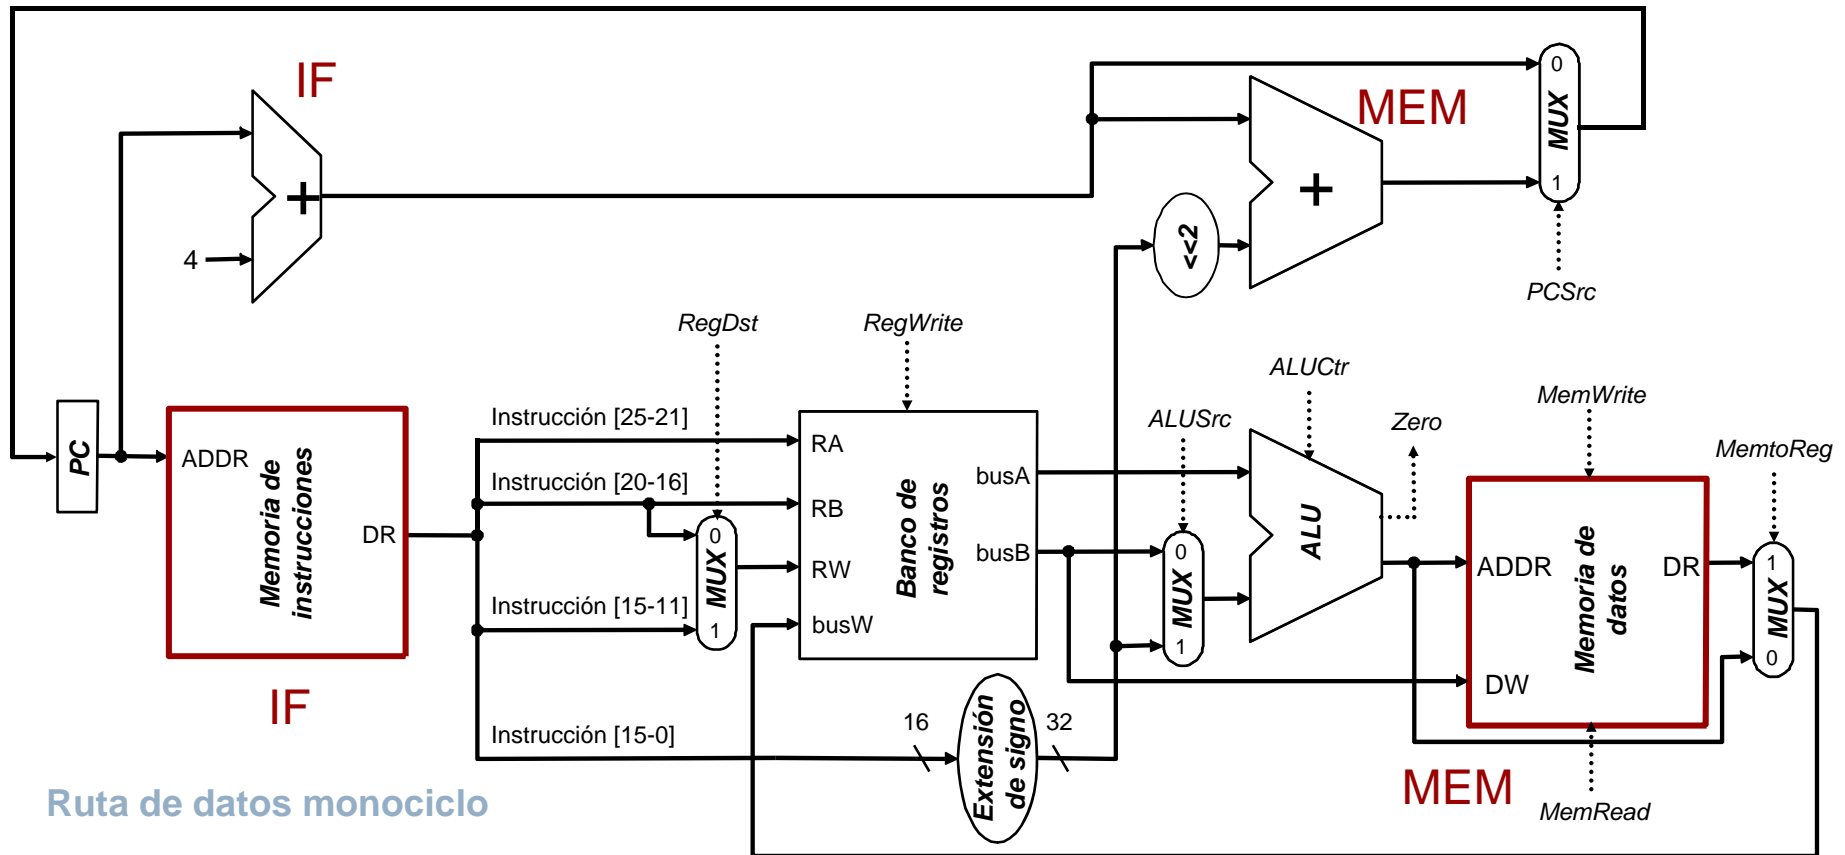 IF
MEM
0
MUX
1
+
+
<<2
4
PCSrc
RegDst
RegWrite
ALUCtr
ALUSrc
Zero
MemWrite
MemtoReg
PC
ADDR
Memoria de
instrucciones
DR
Instrucción [25-21]
Instrucción [20-16]
Instrucción [15-11]
Instrucción [15-0]
0
MUX
1
RA
RB
RW
busW
Banco de
registros
busA
busB
0
MUX
1
ALU
ADDR
DW
Memoria de
datos
DR
1
MUX
0
16
Extensión
de signo
32
IF
MEM
MemRead
Ruta de datos monociclo